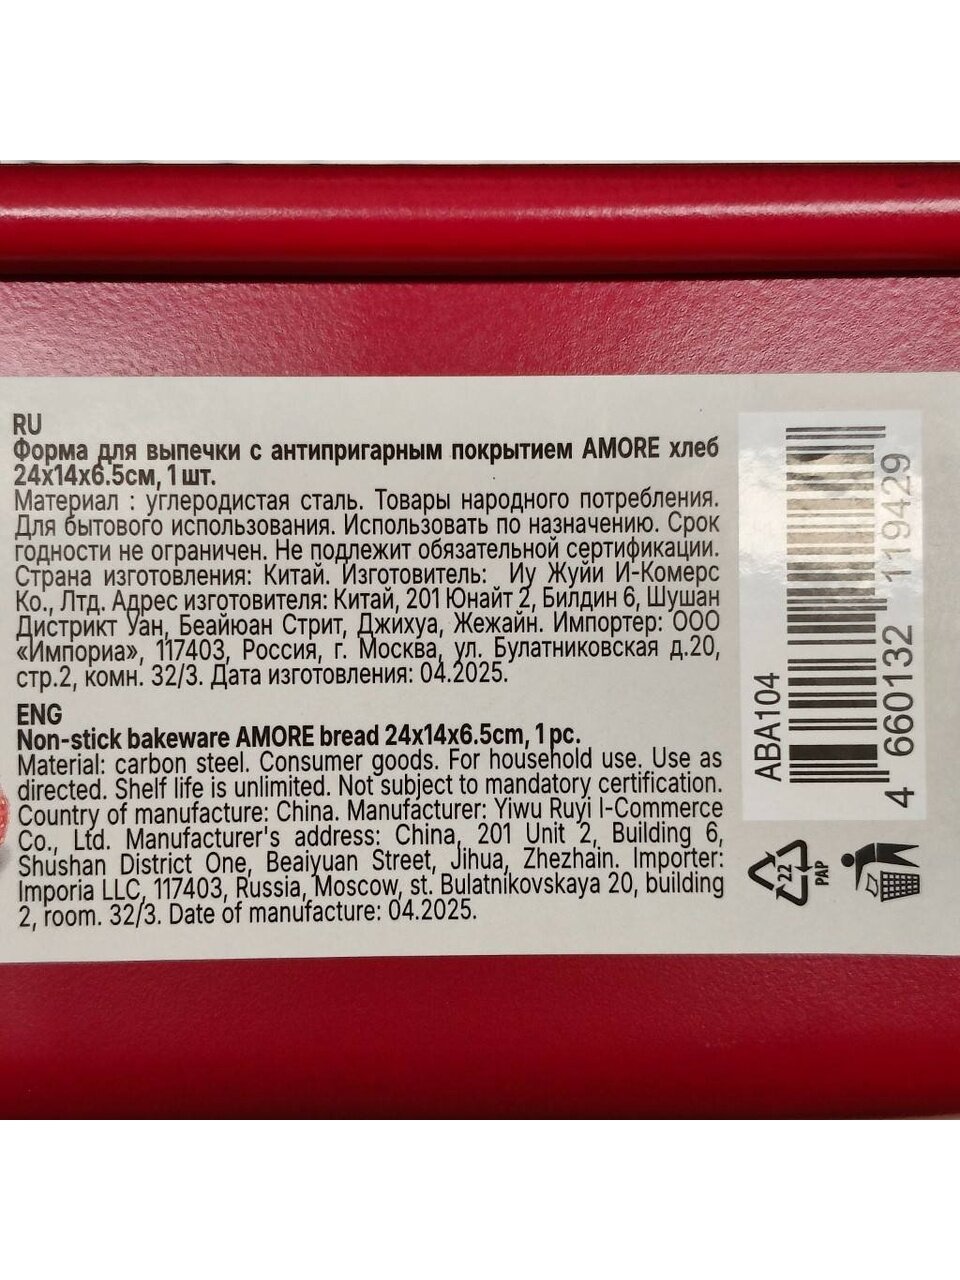 RU
Форма для выпечки с антипригарным покрытием AMORE хлеб
24х14х6.5см, 1 шт.
Материал : углеродистая сталь. Товары народного потребления.
Для бытового использования. Использовать по назначению. Срок
годности не ограничен. Не подлежит обязательной сертификации.
Страна изготовления: Китай. Изготовитель: Иу Жуйи И-Комерс
Ко., Лтд. Адрес изготовителя: Китай, 201 Юнайт 2, Билдин 6, Шушан
Дистрикт Уан, Беайюан Стрит, Джихуа, Жежайн. Импортер: ООО
«Импориа», 117403, Россия, г. Москва, ул. Булатниковская д.20,
стр.2, комн. 32/3. Дата изготовления: 04.2025.
ENG
Non-stick bakeware AMORE bread 24x14x6.5cm, 1 pc.
Material: carbon steel. Consumer goods. For household use. Use as
directed. Shelf life is unlimited. Not subject to mandatory certification.
Country of manufacture: China. Manufacturer: Yiwu Ruyi I-Commerce
Co., Ltd. Manufacturer's address: China, 201 Unit 2, Building 6,
Shushan District One, Beaiyuan Street, Jihua, Zhezhain. Importer:
Imporia LLC, 117403, Russia, Moscow, st. Bulatnikovskaya 20, building
2, room. 32/3. Date of manufacture: 04.2025.
ABA104
4 660132 119429
22
PAP